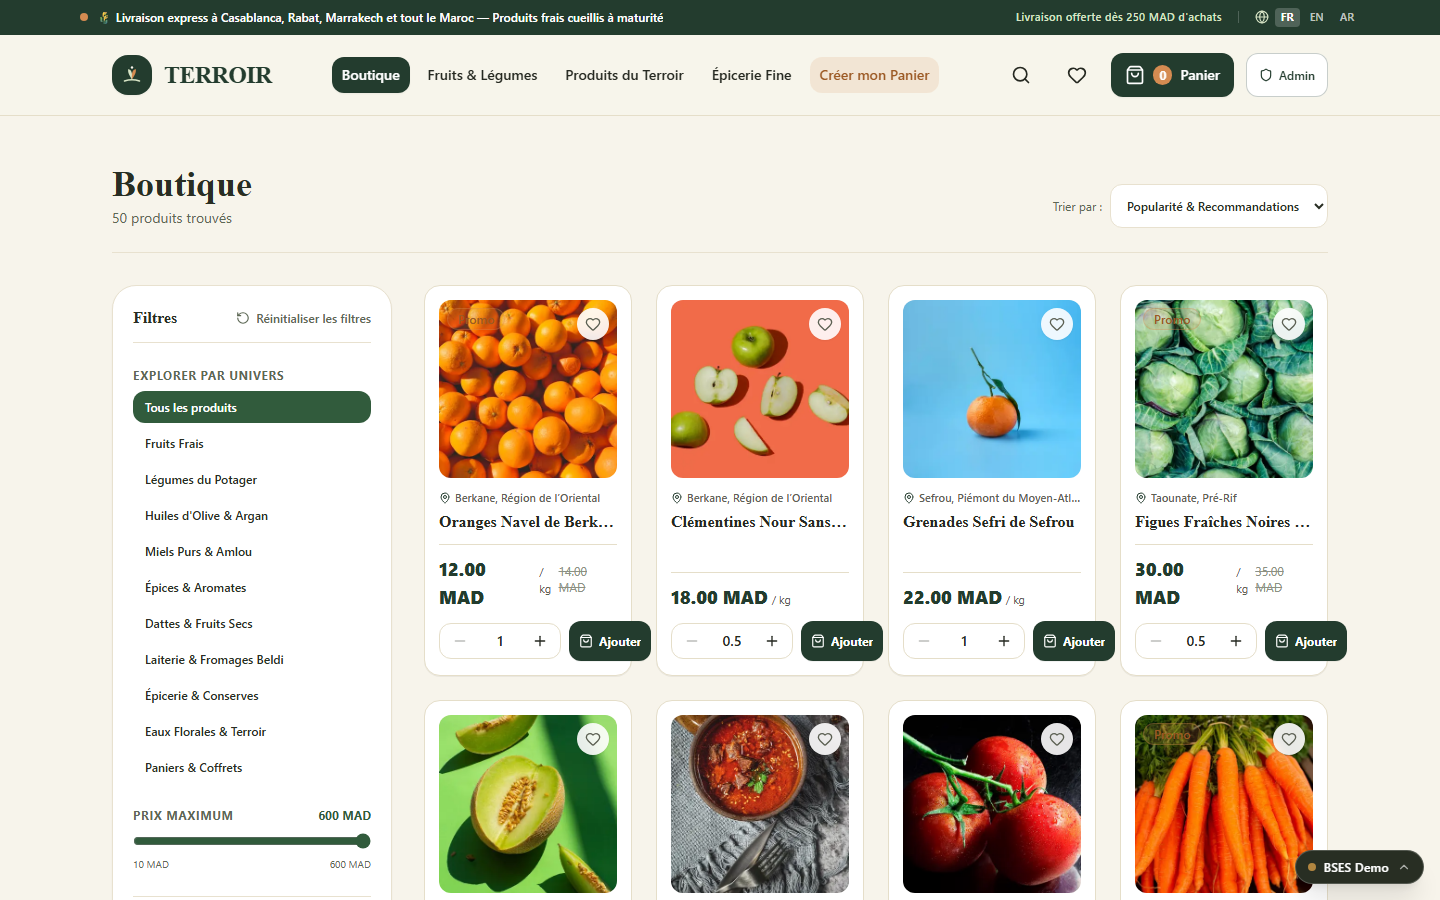 Livraison express à Casablanca, Rabat, Marrakech et tout le Maroc — Produits frais cueillis à maturité
Livraison offerte dès 250 MAD d'achats
FR EN AR
TERROIR
Boutique
Fruits & Légumes
Produits du Terroir
Épicerie Fine
Créer mon Panier
0 Panier
Admin
Boutique
50 produits trouvés
Trier par :
Popularité & Recommandations
Filtres
Réinitialiser les filtres
EXPLORER PAR UNIVERS
Tous les produits
Fruits Frais
Légumes du Potager
Huiles d'Olive & Argan
Miels Purs & Amlou
Épices & Aromates
Dattes & Fruits Secs
Laiterie & Fromages Beldi
Épicerie & Conserves
Eaux Florales & Terroir
Paniers & Coffrets
PRIX MAXIMUM
600 MAD
10 MAD
600 MAD
Promo
Berkane, Région de l'Oriental
Oranges Navel de Berk...
12.00 MAD
/ kg
14.00 MAD
1
Ajouter
Berkane, Région de l'Oriental
Clémentines Nour Sans...
18.00 MAD / kg
0.5
Ajouter
Sefrou, Piémont du Moyen-Atl...
Grenades Sefri de Sefrou
22.00 MAD / kg
1
Ajouter
Promo
Taounate, Pré-Rif
Figues Fraîches Noires ...
30.00 MAD
/ kg
35.00 MAD
0.5
Ajouter
Promo
BSES Demo